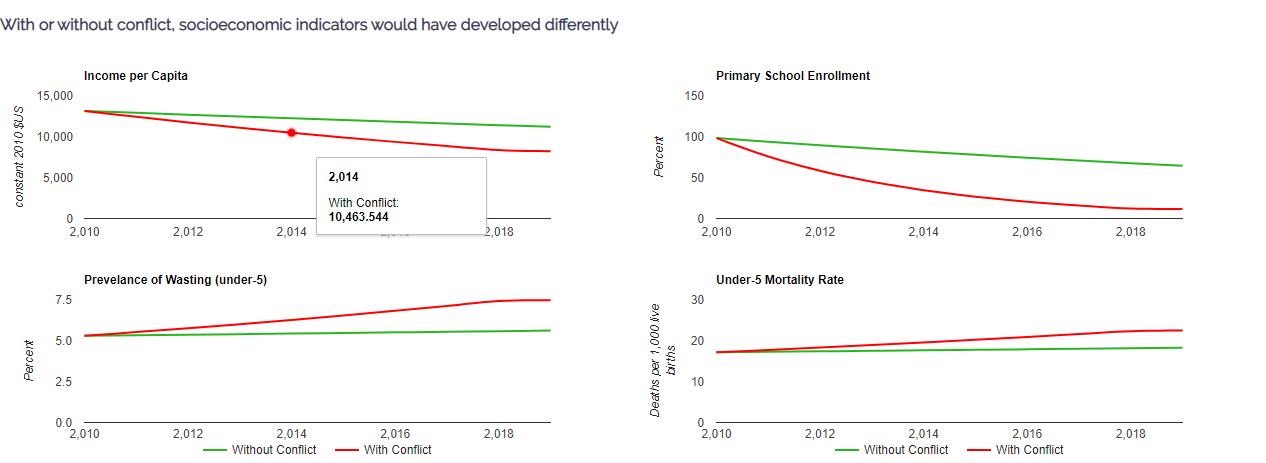 With or without conflict, socioeconomic indicators would have developed differently
Income per Capita
15,000
10,000
5,000
0
constant 2010 $US
2,010
2,012
2,014
2,018
2,014
With Conflict:
10,463.544
Primary School Enrollment
150
100
50
0
Percent
2,010
2,012
2,014
2,016
2,018
Prevelance of Wasting (under-5)
7.5
5.0
2.5
0.0
Percent
2,010
2,012
2,014
2,016
2,018
Without Conflict
With Conflict
Under-5 Mortality Rate
30
20
10
0
Deaths per 1,000 live
births
2,010
2,012
2,014
2,016
2,018
Without Conflict
With Conflict